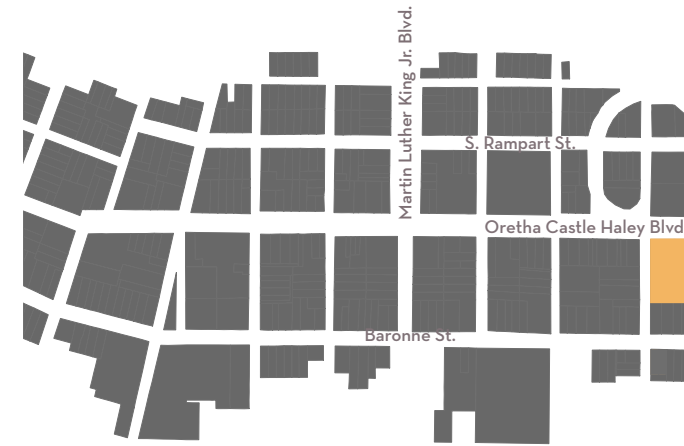 Martin Luther King Jr. Blvd.
S. Rampart St.
Oretha Castle Haley Blvd
Baronne St.